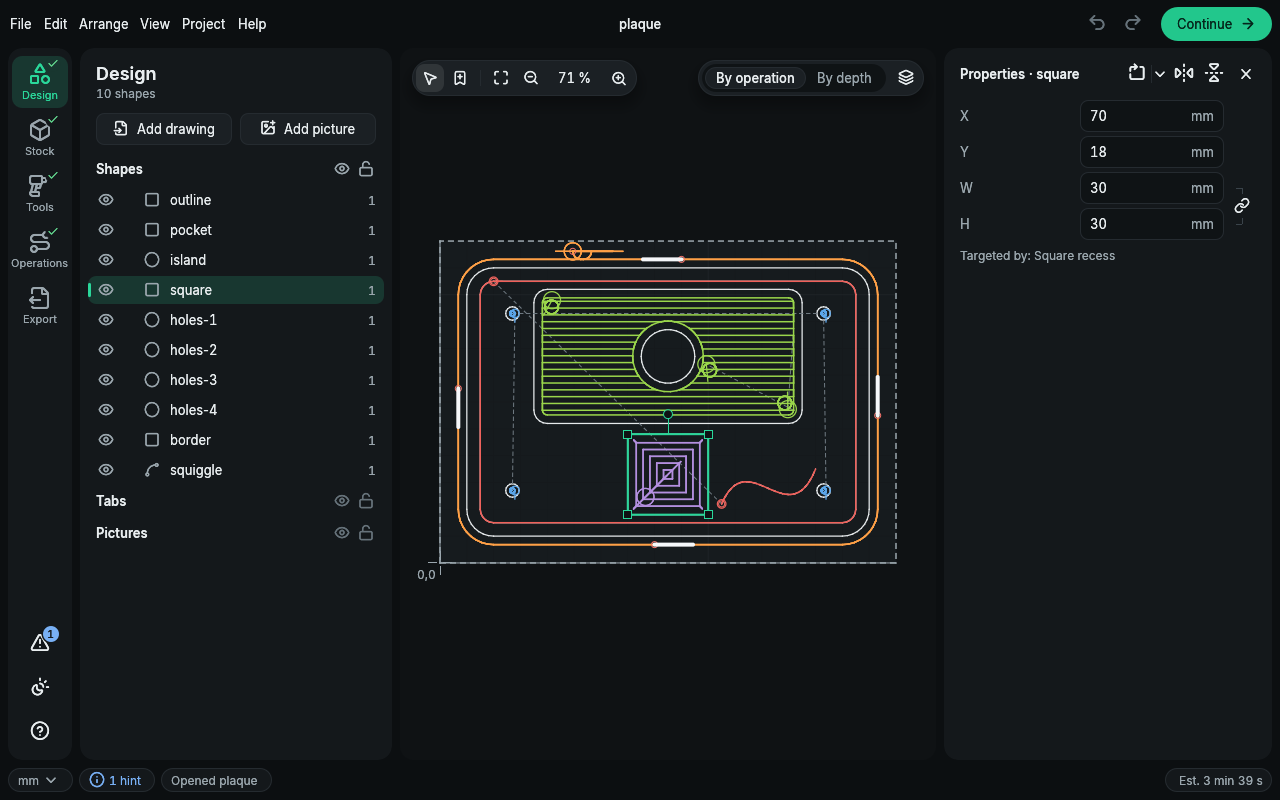 File Edit Arrange View Project Help
plaque
Continue
Design
Stock
Tools
Operations
Export
1
Design
10 shapes
Add drawing
Add picture
Shapes
outline 1
pocket 1
island 1
square 1
holes-1 1
holes-2 1
holes-3 1
holes-4 1
border 1
squiggle 1
Tabs
Pictures
71 %
By operation
By depth
0,0
Properties · square
X 70 mm
Y 18 mm
W 30 mm
H 30 mm
Targeted by: Square recess
mm
1 hint
Opened plaque
Est. 3 min 39 s